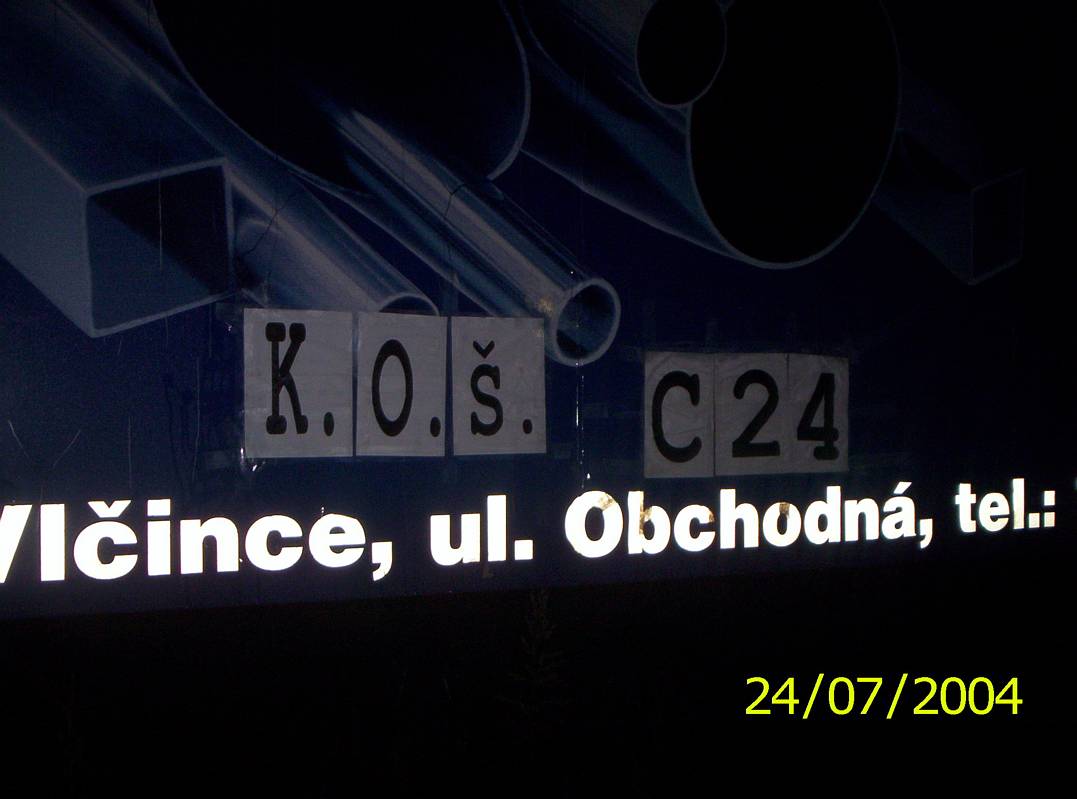 K. O. Š. C24
Vlčince, ul. Obchodná, tel.:
24/07/2004